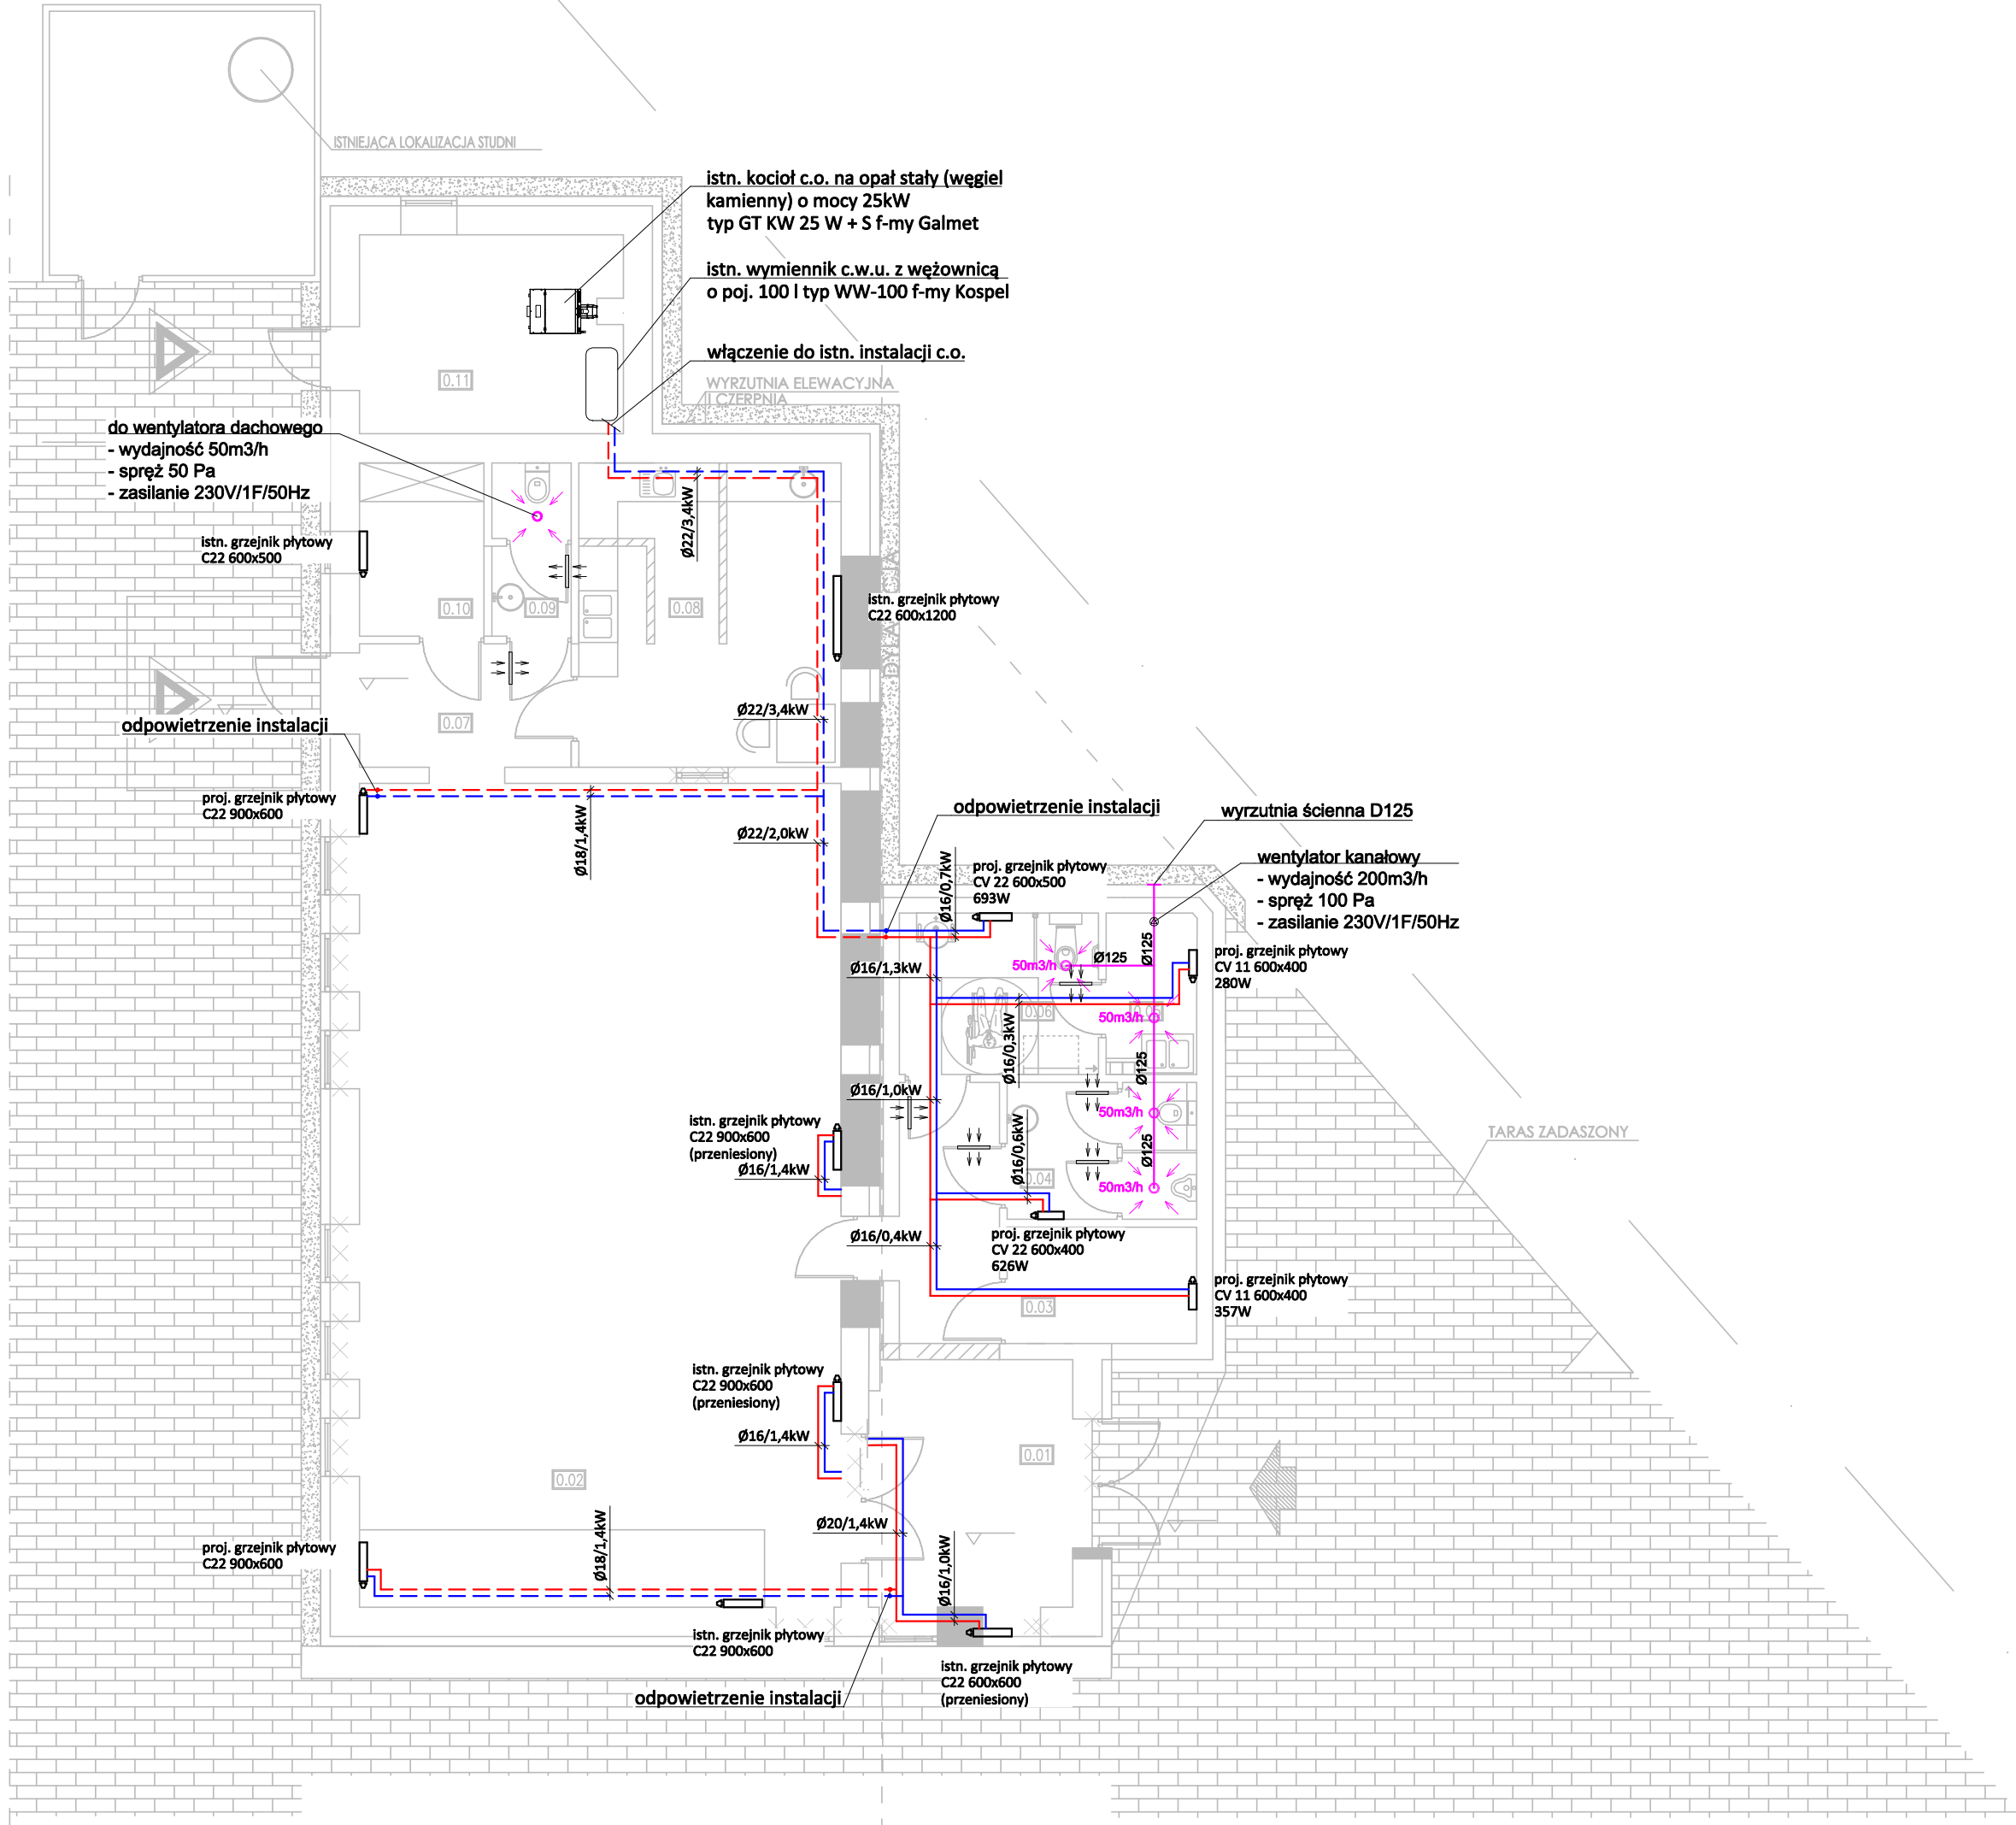 ISTNIEJĄCA LOKALIZACJA STUDNI
istn. kocioł c.o. na opał stały (węgiel
kamienny) o mocy 25kW
typ GT KW 25 W + S f-my Galmet
istn. wymiennik c.w.u. z wężownicą
o poj. 100 l typ WW-100 f-my Kospel
włączenie do istn. instalacji c.o.
WYRZUTNIA ELEWACYJNA
I CZERPNIA
0.11
do wentylatora dachowego
- wydajność 50m3/h
- spręż 50 Pa
- zasilanie 230V/1F/50Hz
Ø22/3,4kW
istn. grzejnik płytowy
C22 600x500
0.10
0.09
0.08
istn. grzejnik płytowy
C22 600x1200
0.07
Ø22/3,4kW
odpowietrzenie instalacji
proj. grzejnik płytowy
C22 900x600
Ø18/1,4kW
Ø22/2,0kW
odpowietrzenie instalacji
wyrzutnia ścienna D125
Ø16/0,7kW
proj. grzejnik płytowy
CV 22 600x500
693W
wentylator kanałowy
- wydajność 200m3/h
- spręż 100 Pa
- zasilanie 230V/1F/50Hz
Ø125
Ø125
50m3/h
proj. grzejnik płytowy
CV 11 600x400
280W
Ø16/1,3kW
0.06
50m3/h
Ø16/0,3kW
Ø125
Ø16/1,0kW
50m3/h
istn. grzejnik płytowy
C22 900x600
(przeniesiony)
Ø16/1,4kW
Ø16/0,6kW
Ø125
0.04
50m3/h
TARAS ZADASZONY
Ø16/0,4kW
proj. grzejnik płytowy
CV 22 600x400
626W
0.03
proj. grzejnik płytowy
CV 11 600x400
357W
istn. grzejnik płytowy
C22 900x600
(przeniesiony)
Ø16/1,4kW
0.01
0.02
Ø20/1,4kW
Ø18/1,4kW
Ø16/1,0kW
proj. grzejnik płytowy
C22 900x600
istn. grzejnik płytowy
C22 900x600
istn. grzejnik płytowy
C22 600x600
(przeniesiony)
odpowietrzenie instalacji